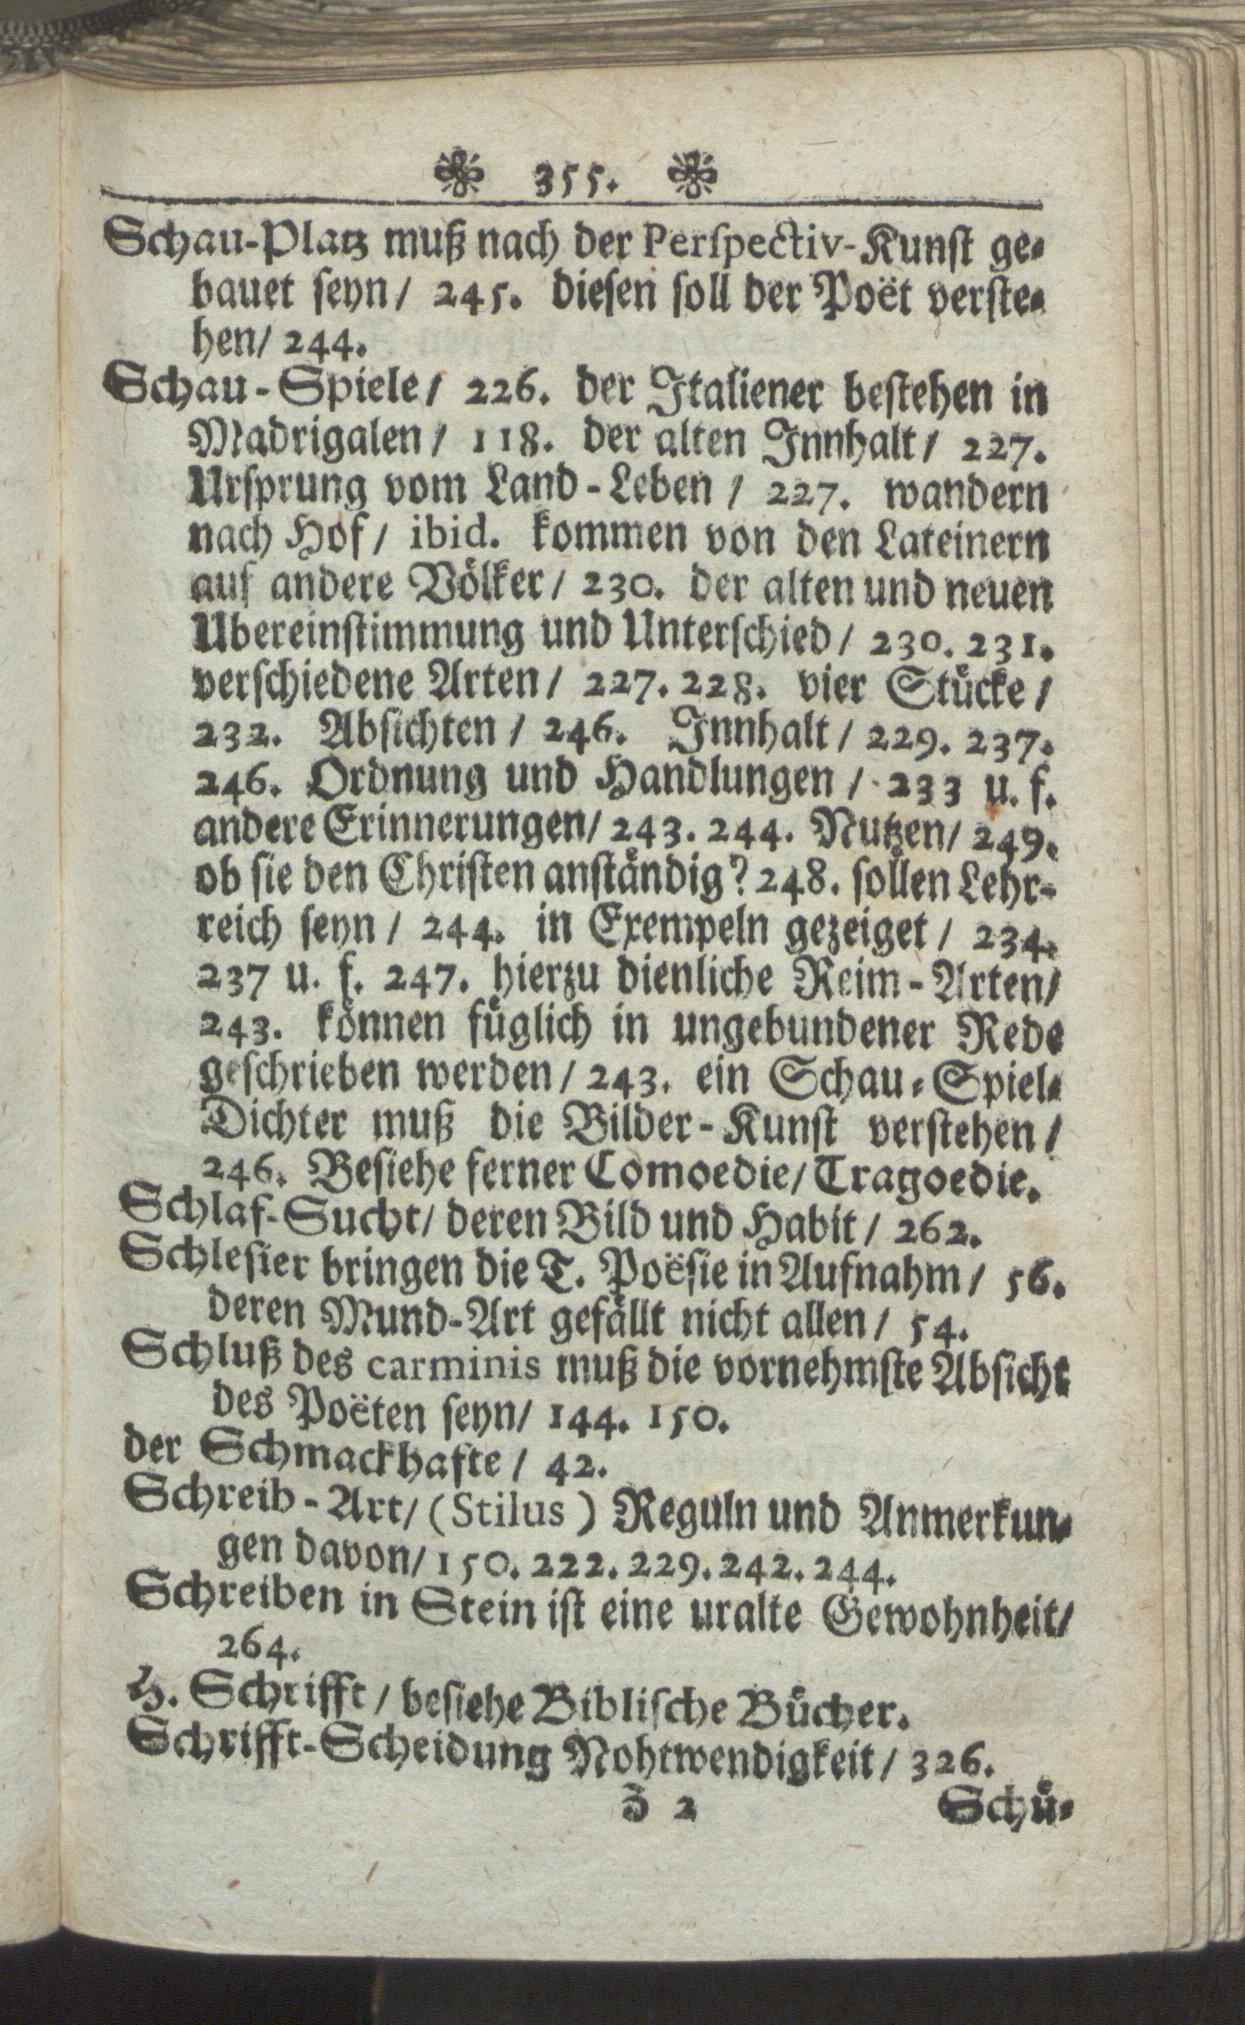 355.
Schau-Platz muß nach der Perspectiv-Kunst ge-
bauet seyn/ 245. diesen soll der Poët verste-
hen/ 244.
Schau-Spiele/ 226. der Italiener bestehen in
Madrigalen/ 118. der alten Innhalt/ 227.
Ursprung vom Land-Leben/ 227. wandern
nach Hof/ ibid. kommen von den Lateinern
auf andere Völker/ 230. der alten und neuen
Ubereinstimmung und Unterschied/ 230. 231.
verschiedene Arten/ 227. 228. vier Stücke/
232. Absichten/ 246. Innhalt/ 229. 237.
246. Ordnung und Handlungen/ 233 u. f.
andere Erinnerungen/ 243. 244. Nutzen/ 249.
ob sie den Christen anständig? 248. sollen Lehr-
reich seyn/ 244. in Exempeln gezeiget/ 234.
237 u. f. 247. hierzu dienliche Reim-Arten/
243. können füglich in ungebundener Rede
geschrieben werden/ 243. ein Schau-Spiel-
Dichter muß die Bilder-Kunst verstehen/
246. Besiehe ferner Comoedie/ Tragoedie.
Schlaf-Sucht/ deren Bild und Habit/ 262.
Schlesier bringen die T. Poësie in Aufnahm/ 56.
deren Mund-Art gefällt nicht allen/ 54.
Schluß des carminis muß die vornehmste Absicht
des Poëten seyn/ 144. 150.
der Schmackhafte/ 42.
Schreib-Art/ (Stilus) Reguln und Anmerkun-
gen davon/ 150. 222. 229. 242. 244.
Schreiben in Stein ist eine uralte Gewohnheit/
264.
H. Schrifft/ besiehe Biblische Bücher.
Schrifft-Scheidung Nohtwendigkeit/ 326.
Z 2 Schü-